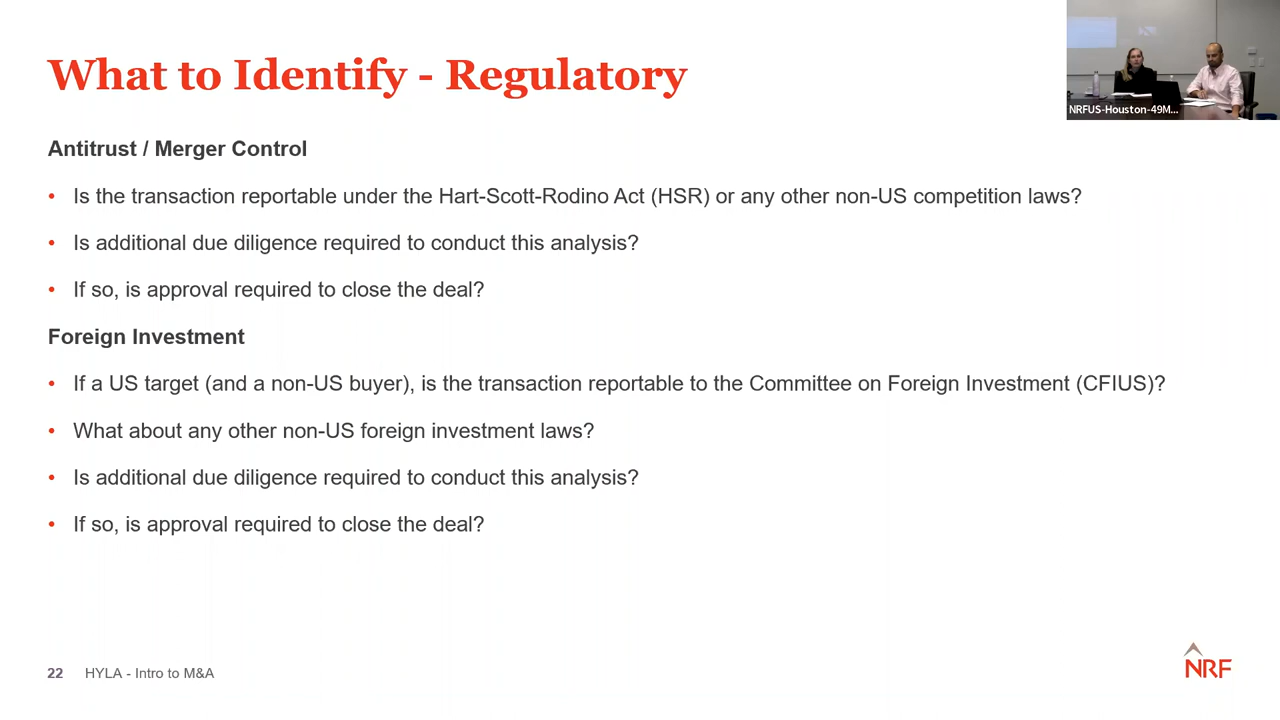 What to Identify - Regulatory
NRFUS-Houston-49M...
Antitrust / Merger Control
• Is the transaction reportable under the Hart-Scott-Rodino Act (HSR) or any other non-US competition laws?
• Is additional due diligence required to conduct this analysis?
• If so, is approval required to close the deal?
Foreign Investment
• If a US target (and a non-US buyer), is the transaction reportable to the Committee on Foreign Investment (CFIUS)?
• What about any other non-US foreign investment laws?
• Is additional due diligence required to conduct this analysis?
• If so, is approval required to close the deal?
22 HYLA - Intro to M&A
NRF